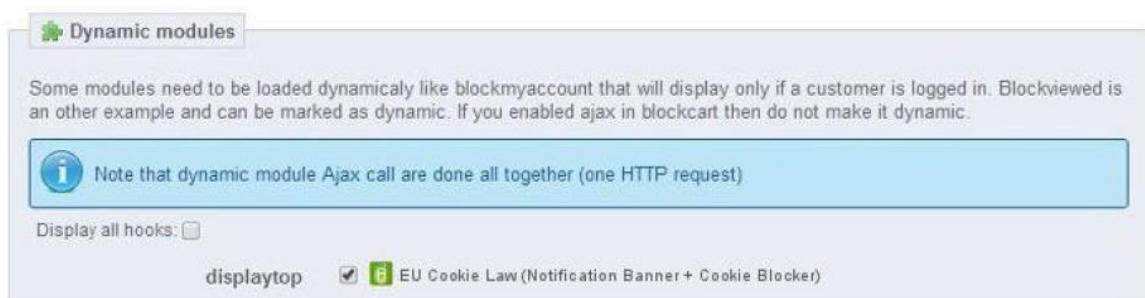 Dynamic modules
Some modules need to be loaded dynamicaly like blockmyaccount that will display only if a customer is logged in. Blockviewed is
an other example and can be marked as dynamic. If you enabled ajax in blockcart then do not make it dynamic.
Note that dynamic module Ajax call are done all together (one HTTP request)
Display all hooks:
displaytop EU Cookie Law (Notification Banner + Cookie Blocker)